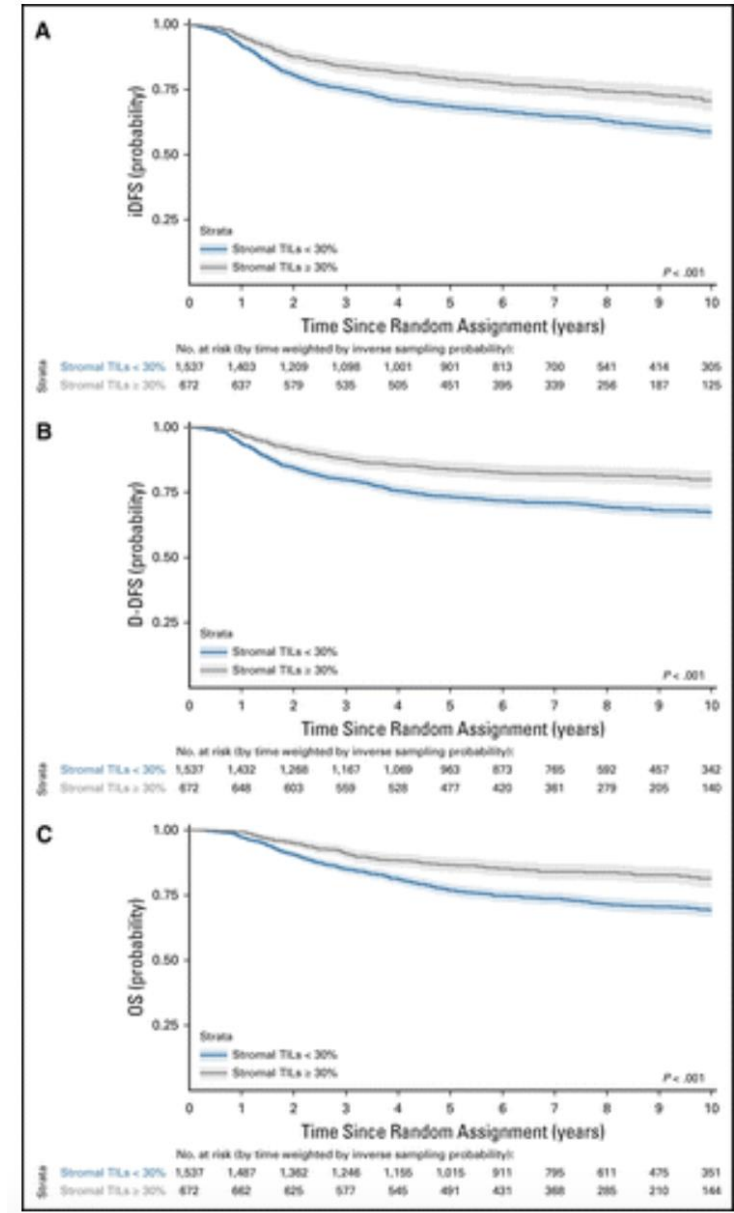 A
1.00
0.75
0.50
0.25
iDFS (probability)
Strata
Stromal TILs < 30%
Stromal TILs ≥ 30%
P < .001
0 1 2 3 4 5 6 7 8 9 10
Time Since Random Assignment (years)
No. at risk (by time weighted by inverse sampling probability):
Strata
Stromal TILs < 30% 1,537 1,403 1,209 1,098 1,001 901 813 700 541 414 305
Stromal TILs ≥ 30% 672 637 579 535 505 451 395 339 256 187 125
B
1.00
0.75
0.50
0.25
D-DFS (probability)
Strata
Stromal TILs < 30%
Stromal TILs ≥ 30%
P < .001
0 1 2 3 4 5 6 7 8 9 10
Time Since Random Assignment (years)
No. at risk (by time weighted by inverse sampling probability):
Strata
Stromal TILs < 30% 1,537 1,432 1,268 1,167 1,069 963 873 765 592 457 342
Stromal TILs ≥ 30% 672 648 603 559 528 477 420 361 279 205 140
C
1.00
0.75
0.50
0.25
OS (probability)
Strata
Stromal TILs < 30%
Stromal TILs ≥ 30%
P < .001
0 1 2 3 4 5 6 7 8 9 10
Time Since Random Assignment (years)
No. at risk (by time weighted by inverse sampling probability):
Strata
Stromal TILs < 30% 1,537 1,487 1,362 1,246 1,155 1,015 911 795 611 475 351
Stromal TILs ≥ 30% 672 662 625 577 545 491 431 368 285 210 144